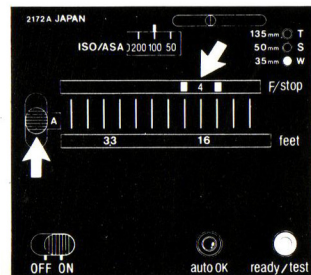 2172A JAPAN
135mm T
50mm S
35mm W
ISO/ASA 200 100 50
4 F/stop
A
3,3 16 feet
OFF ON auto OK ready/test